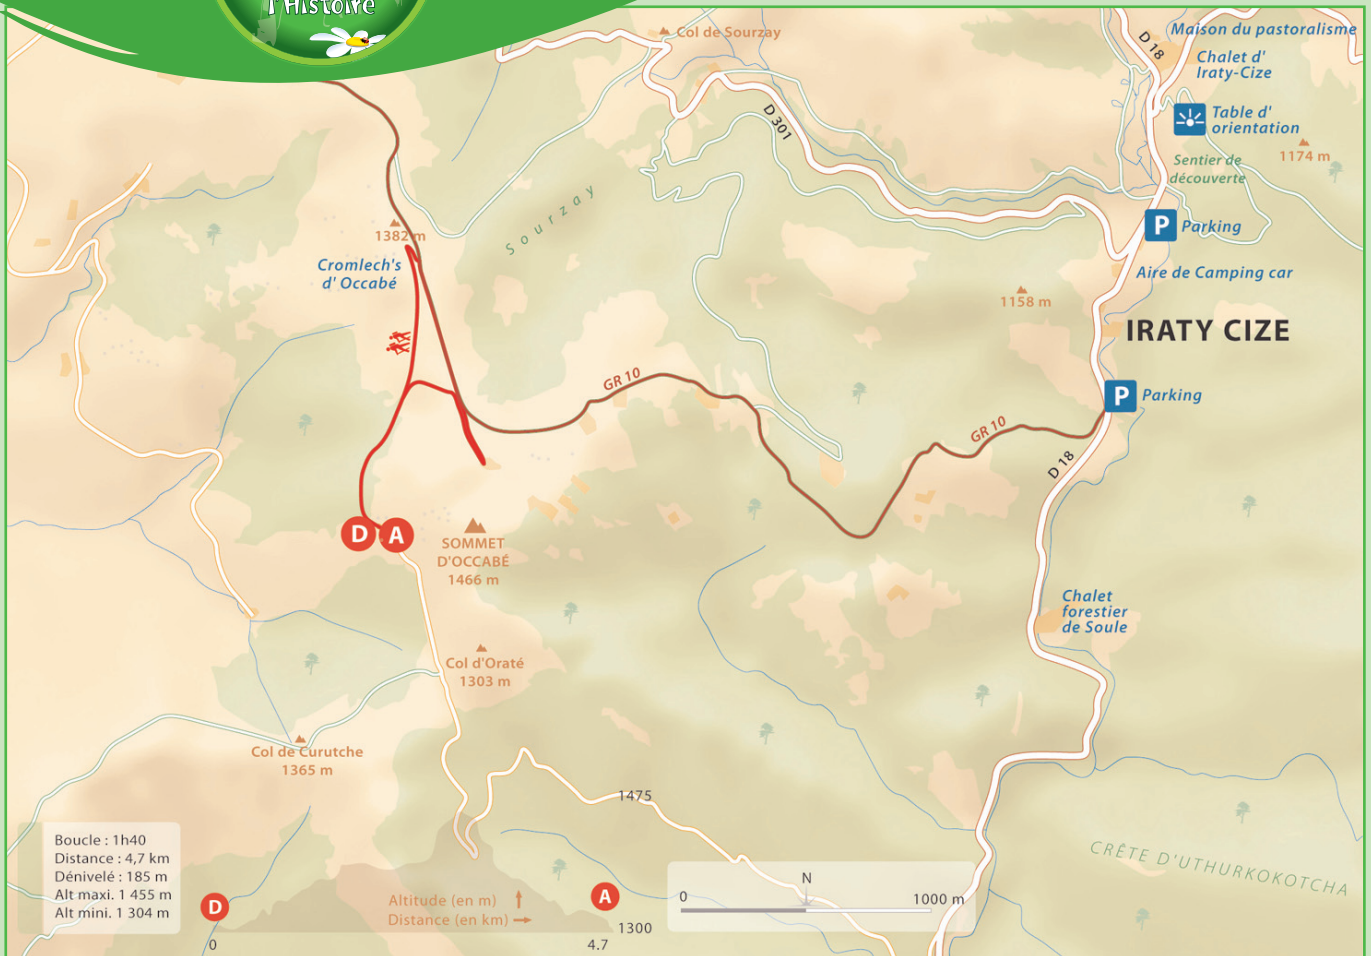 l'Histoire
Col de Sourzay
D 18
Maison du pastoralisme
Chalet d'
Iraty-Cize
Table d'
orientation
D 301
1174 m
Sentier de
découverte
Sourzay
1382 m
P Parking
Cromlech's
d' Occabé
Aire de Camping car
1158 m
IRATY CIZE
GR 10
P Parking
GR 10
D 18
D A
SOMMET
D'OCCABÉ
1466 m
Chalet
forestier
de Soule
Col d'Oraté
1303 m
Col de Curutche
1365 m
1475
Boucle : 1h40
Distance : 4,7 km
Dénivelé : 185 m
Alt maxi. 1 455 m
Alt mini. 1 304 m
CRÊTE D'UTHURKOKOTCHA
D
Altitude (en m)
Distance (en km)
A
N
0 1000 m
1300
0 4.7